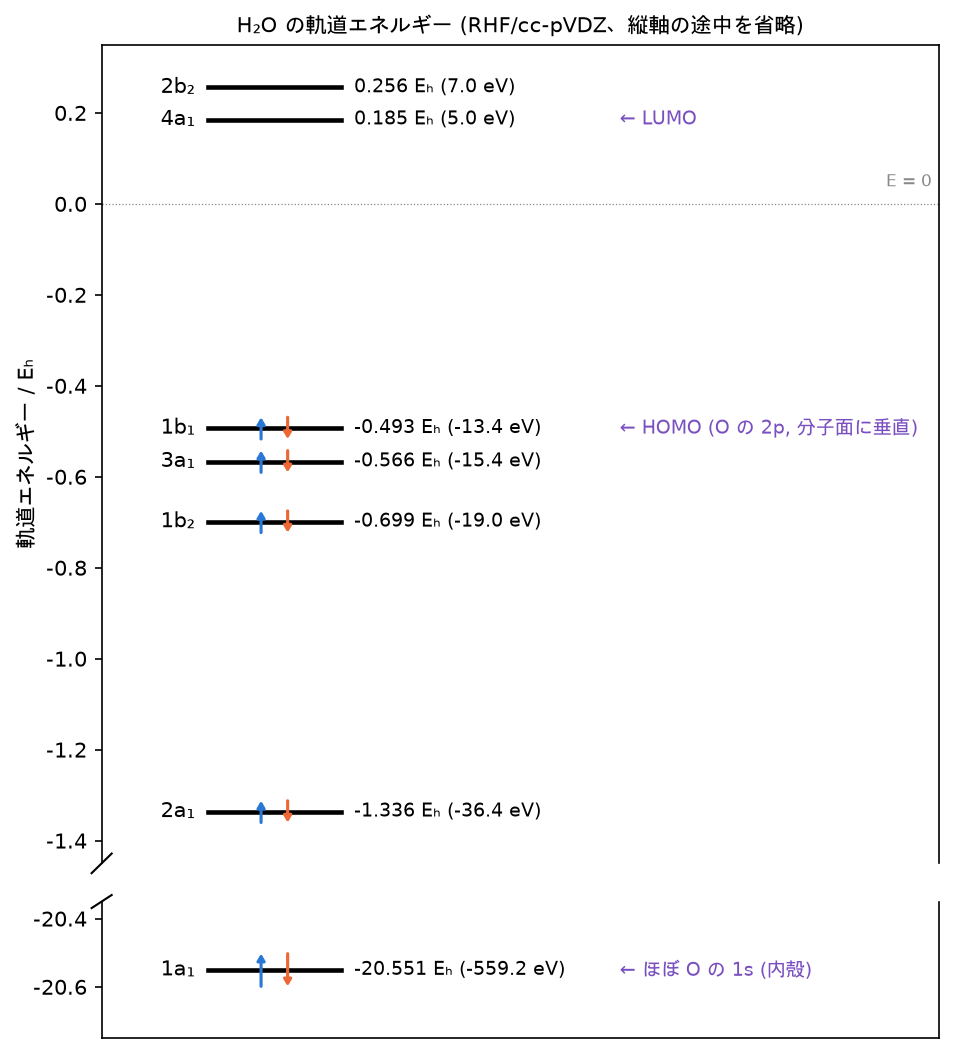 H₂O の軌道エネルギー (RHF/cc-pVDZ、縦軸の途中を省略)
2b₂ 0.256 Eₕ (7.0 eV)
4a₁ 0.185 Eₕ (5.0 eV) ← LUMO
0.2
E = 0
0.0
-0.2
軌道エネルギー / Eₕ
-0.4
1b₁ -0.493 Eₕ (-13.4 eV) ← HOMO (O の 2p, 分子面に垂直)
3a₁ -0.566 Eₕ (-15.4 eV)
-0.6
1b₂ -0.699 Eₕ (-19.0 eV)
-0.8
-1.0
-1.2
2a₁ -1.336 Eₕ (-36.4 eV)
-1.4
-20.4
1a₁ -20.551 Eₕ (-559.2 eV) ← ほぼ O の 1s (内殻)
-20.6